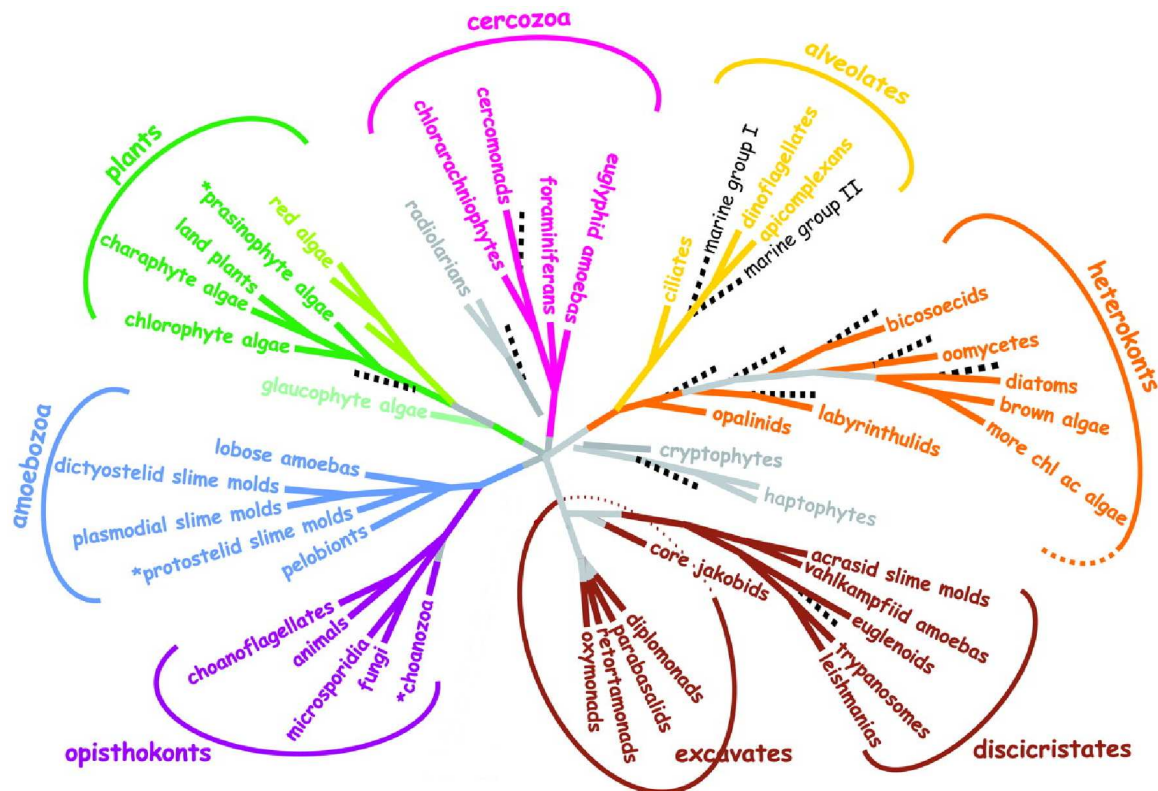 cercozoa
cercomonads
chlorarachniophytes
foraminiferans
euglyphid amoebas
radiolarians
alveolates
marine group I
dinoflagellates
apicomplexans
marine group II
ciliates
plants
red algae
*prasinophyte algae
land plants
charaphyte algae
chlorophyte algae
glaucophyte algae
heterokonts
bicosoecids
oomycetes
diatoms
brown algae
more chl ac algae
labyrinthulids
opalinids
cryptophytes
haptophytes
amoebozoa
lobose amoebas
dictyostelid slime molds
plasmodial slime molds
*protostelid slime molds
pelobionts
opisthokonts
choanoflagellates
animals
microsporidia
fungi
*choanozoa
excavates
core jakobids
diplomonads
parabasalids
retortamonads
oxymonads
discicristates
acrasid slime molds
vahlkampfiid amoebas
euglenoids
trypanosomes
leishmanias